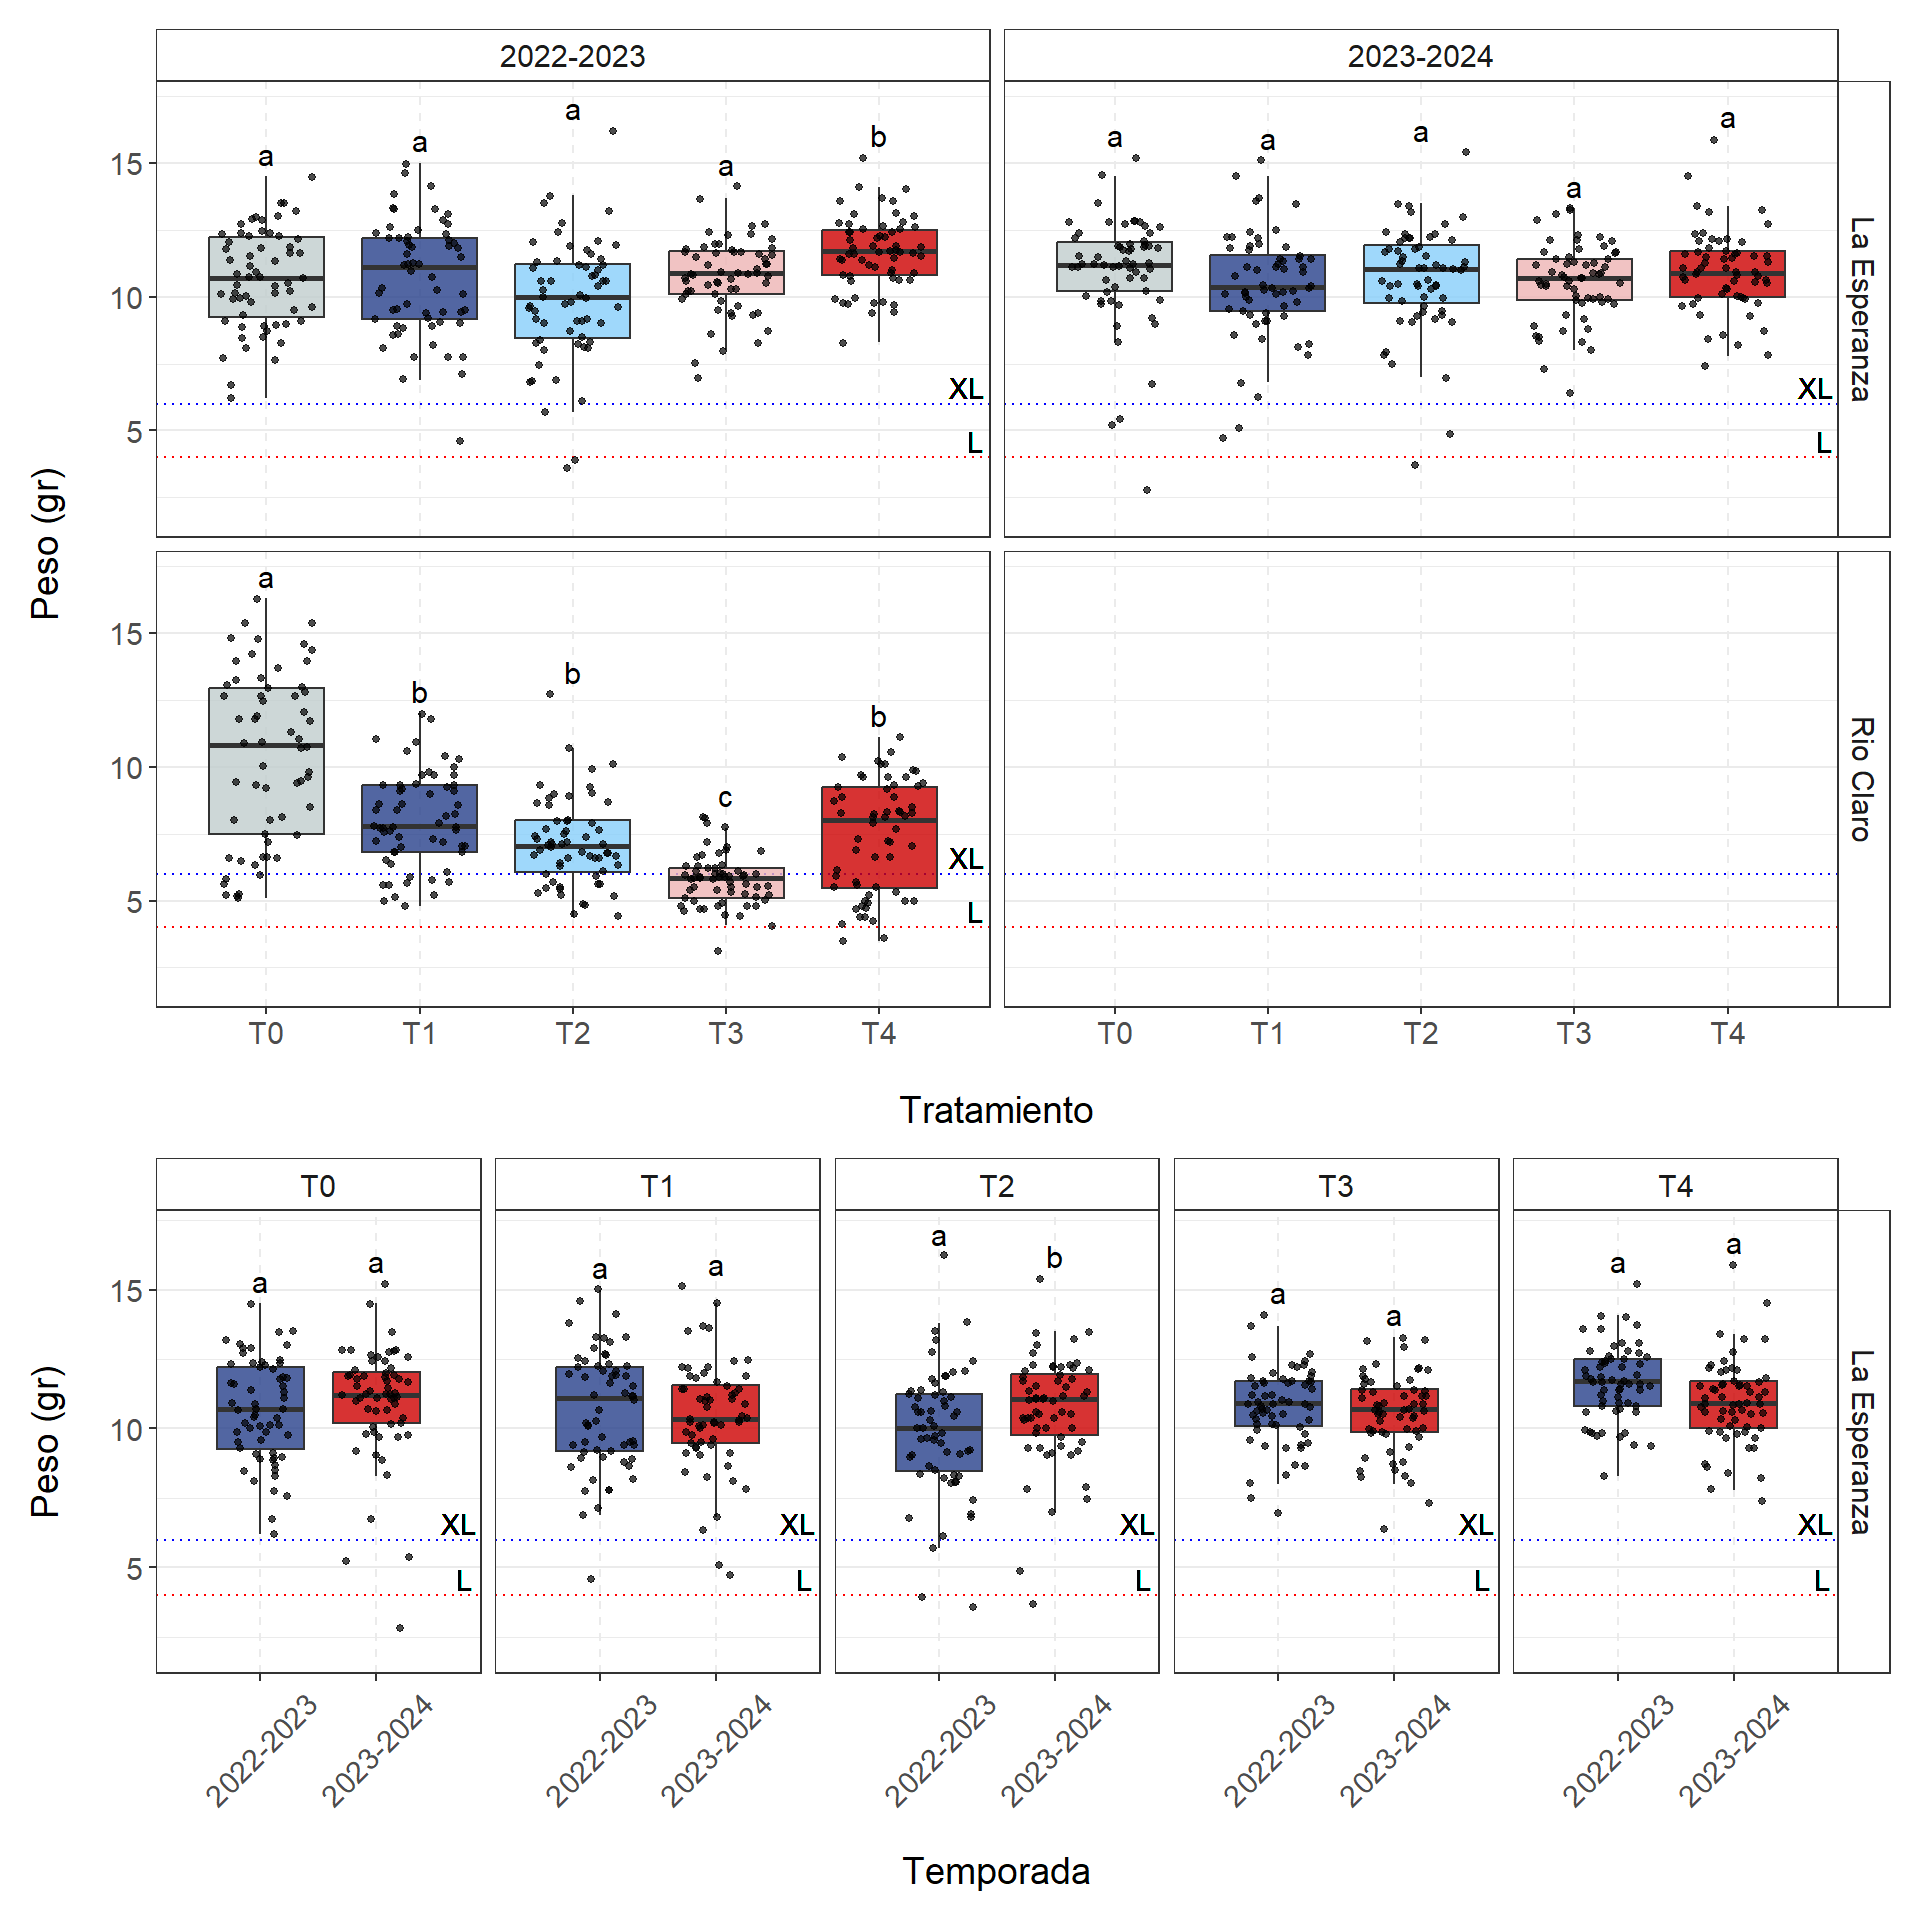 2022-2023 2023-2024
a a a a b a a a a a
15
10
5
XL XL
L L
La Esperanza
Peso (gr)
a b b c b
15
10
5
XL
L
Rio Claro
T0 T1 T2 T3 T4 T0 T1 T2 T3 T4
Tratamiento
T0 T1 T2 T3 T4
a a a a a b a a a a
15
10
5
XL XL XL XL XL
L L L L L
La Esperanza
Peso (gr)
2022-2023 2023-2024 2022-2023 2023-2024 2022-2023 2023-2024 2022-2023 2023-2024 2022-2023 2023-2024
Temporada